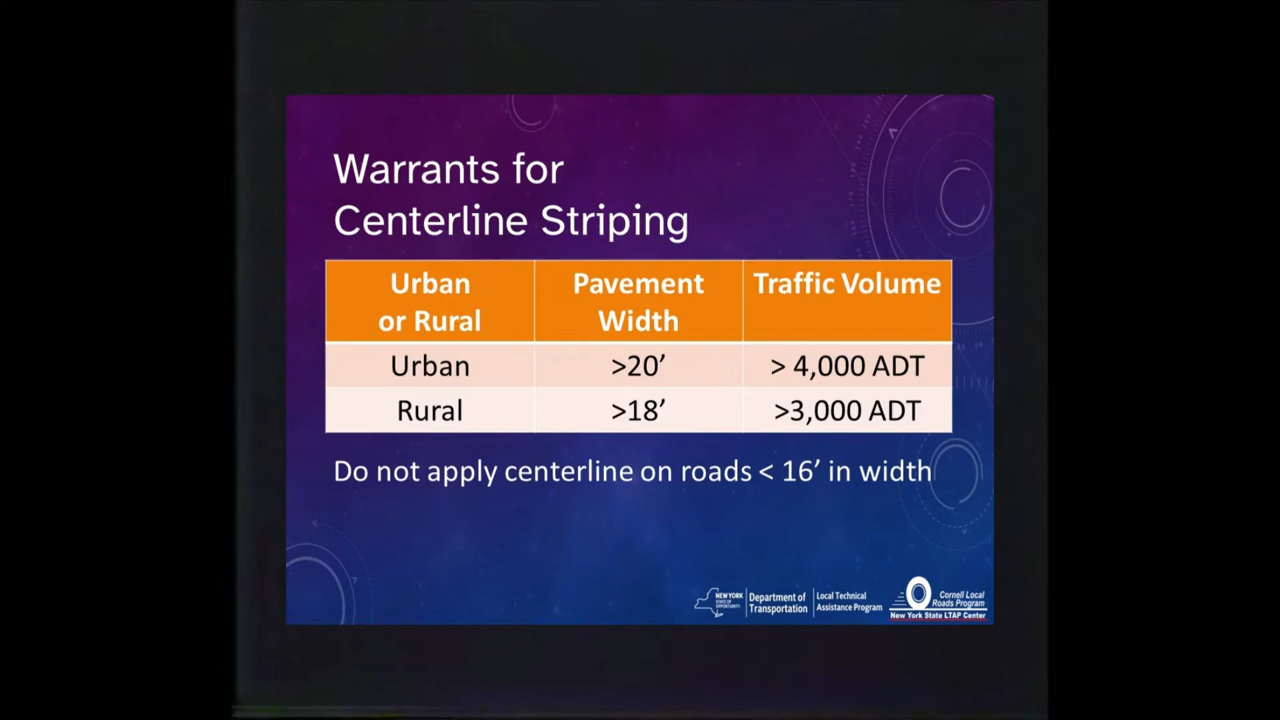 Warrants for
Centerline Striping
Urban
or Rural
Pavement
Width
Traffic Volume
Urban
>20’
> 4,000 ADT
Rural
>18’
>3,000 ADT
Do not apply centerline on roads < 16’ in width
NEW YORK
STATE OF
OPPORTUNITY
Department of
Transportation
Local Technical
Assistance Program
Cornell Local
Roads Program
New York State LTAP Center